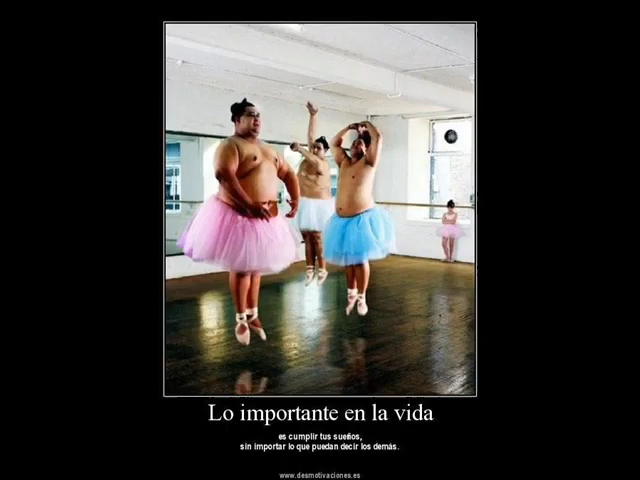 Lo importante en la vida
es cumplir tus sueños,
sin importar lo que puedan decir los demás.
www.desmotivaciones.es